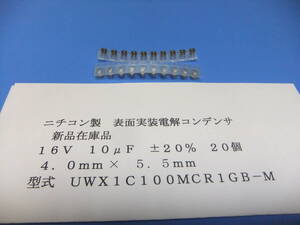 ニチコン製 表面実装電解コンデンサ
新品在庫品
16V 10μF ±20% 20個
4.0mm× 5.5mm
型式 UWX1C100MCR1GB-M